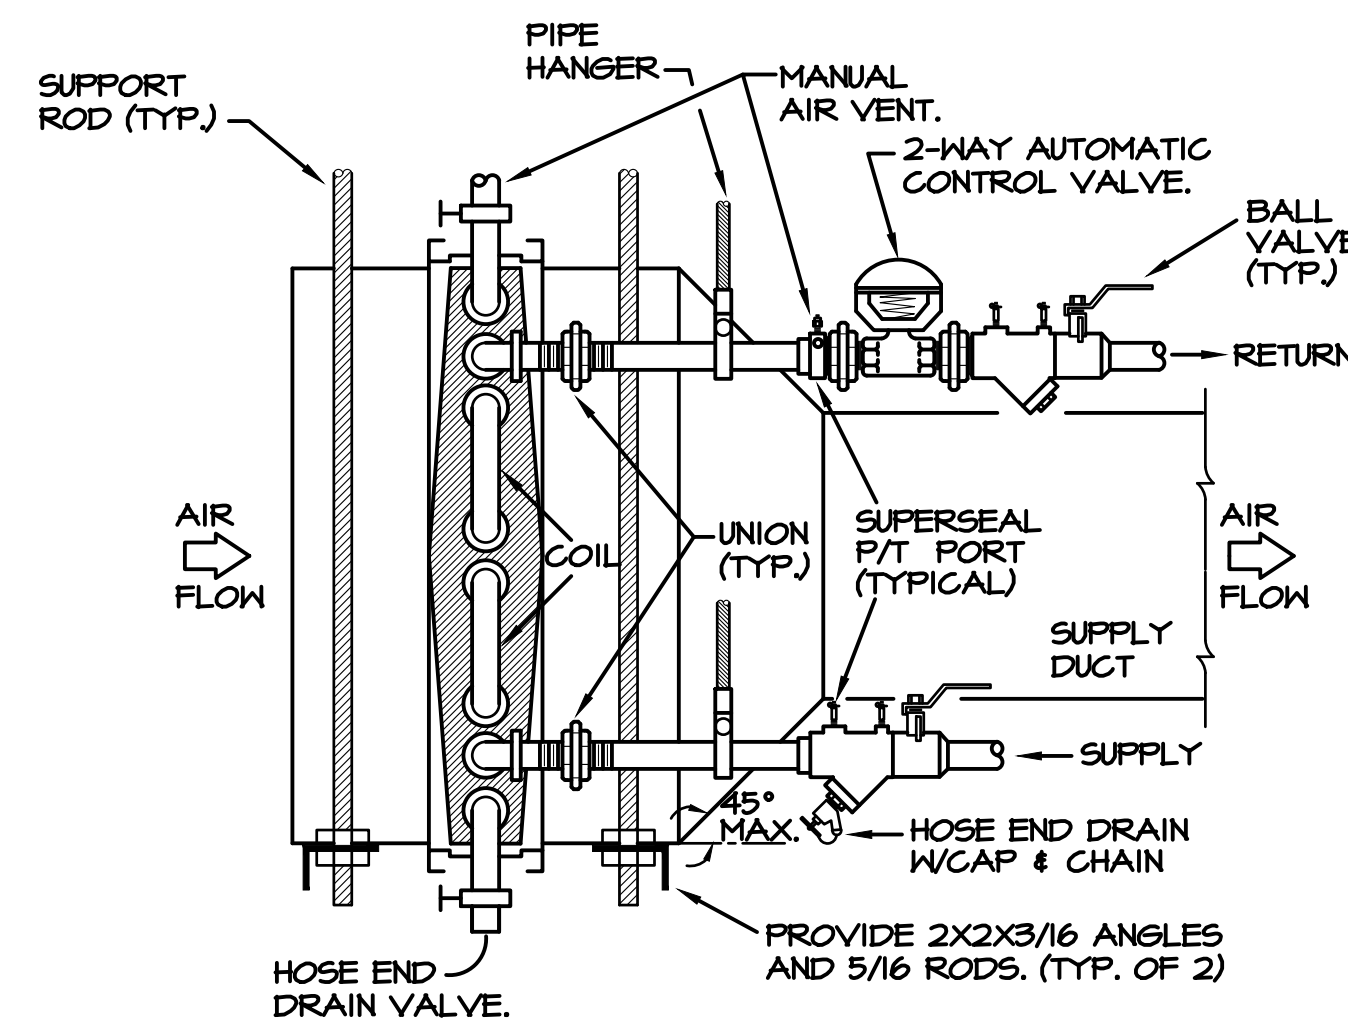 PIPE
HANGER
SUPPORT
ROD (TYP.)
MANUAL
AIR VENT.
2-WAY AUTOMATIC
CONTROL VALVE.
BALL
VALVE
(TYP.)
RETURN
AIR
FLOW
COIL
UNION
(TYP.)
SUPERSEAL
P/T PORT
(TYPICAL)
AIR
FLOW
SUPPLY
DUCT
SUPPLY
45°
MAX.
HOSE END DRAIN
W/CAP & CHAIN
PROVIDE 2X2X3/16 ANGLES
AND 5/16 RODS. (TYP. OF 2)
HOSE END
DRAIN VALVE.